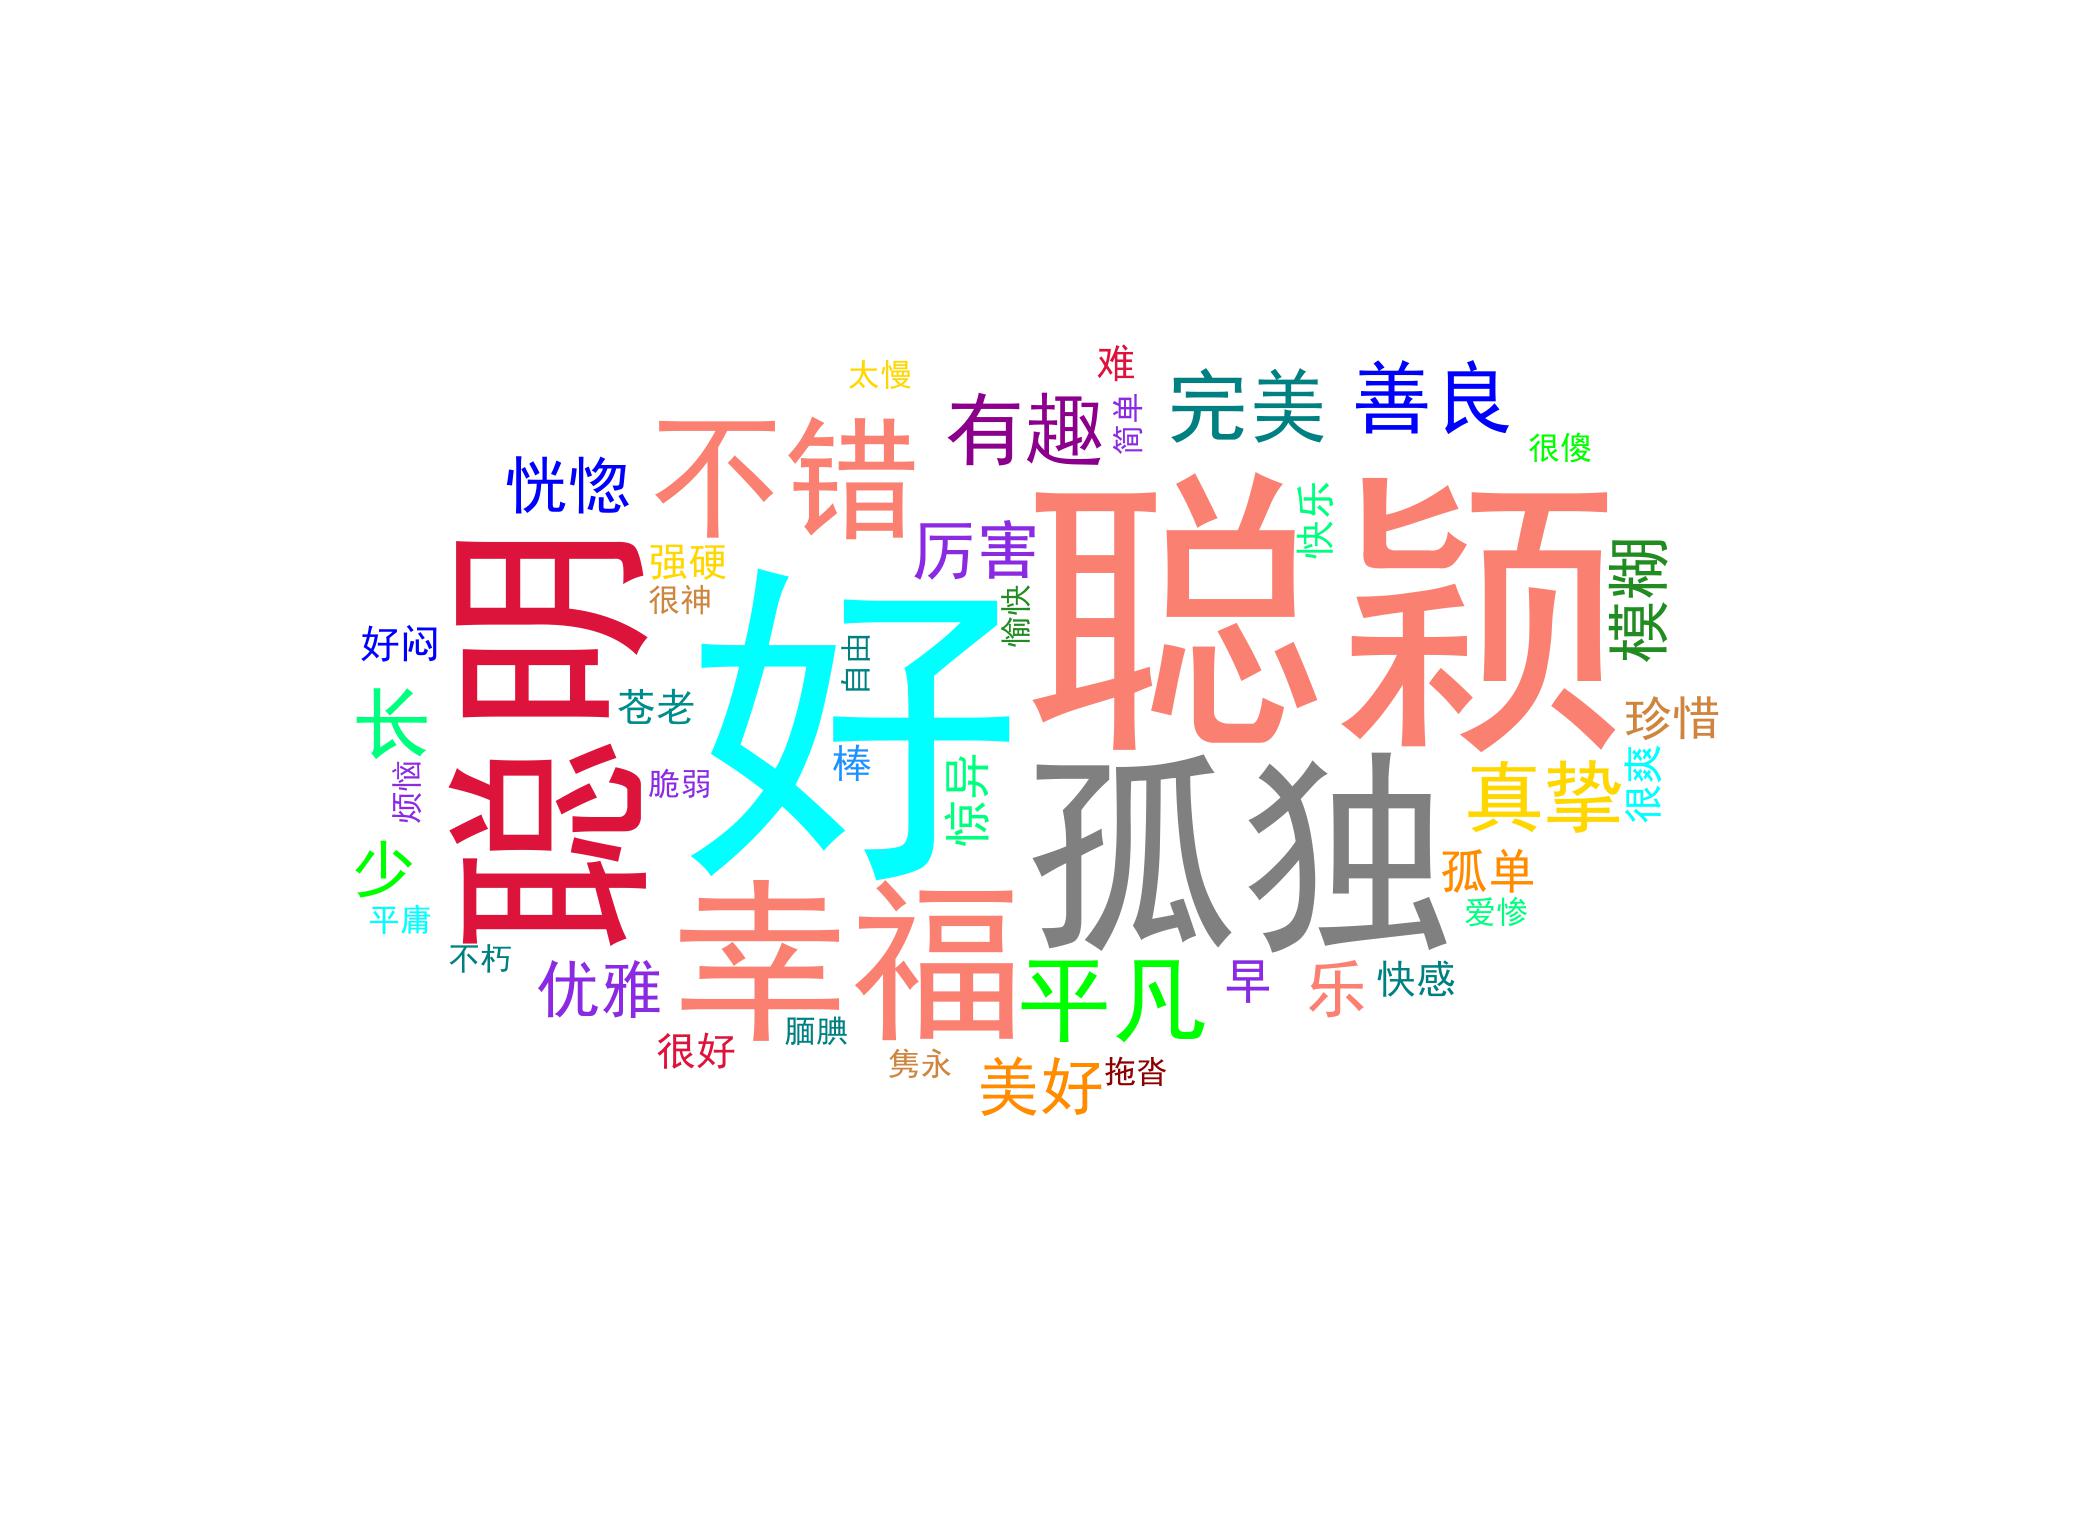 太慢
难
完美
善良
有趣
简单
不错
很傻
恍惚
聪颖
快乐
厉害
强硬
很神
聪明
好
愉快
模糊
好闷
自由
长
苍老
珍惜
棒
脆弱
惊异
孤独
真挚
很爽
烦恼
少
孤单
平庸
爱惨
幸福
不朽
优雅
平凡
早
乐
快感
很好
腼腆
隽永
美好
拖沓